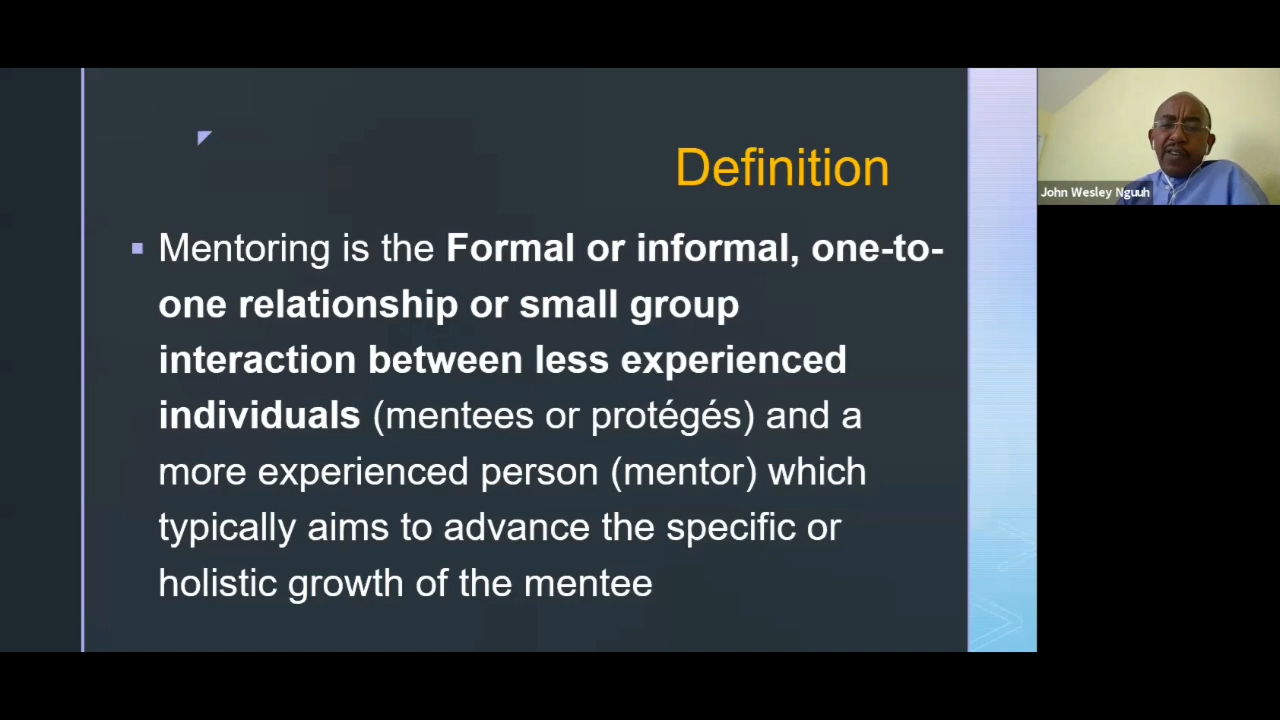 Definition
Mentoring is the Formal or informal, one-to-
one relationship or small group
interaction between less experienced
individuals (mentees or protégés) and a
more experienced person (mentor) which
typically aims to advance the specific or
holistic growth of the mentee
John Wesley Nguuh